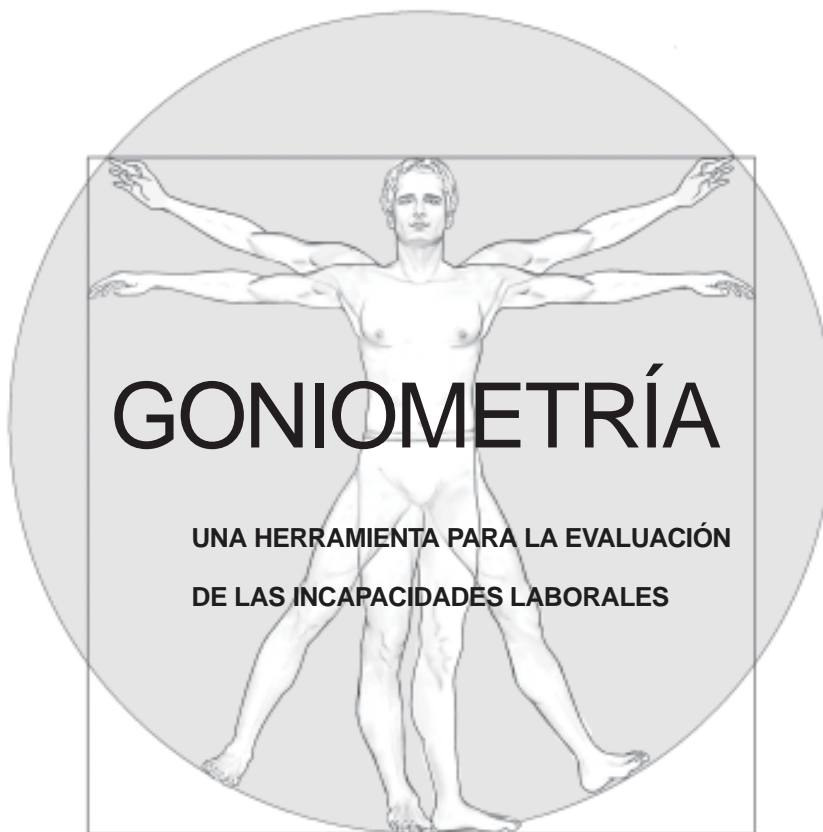 GONIOMETRÍA
UNA HERRAMIENTA PARA LA EVALUACIÓN
DE LAS INCAPACIDADES LABORALES